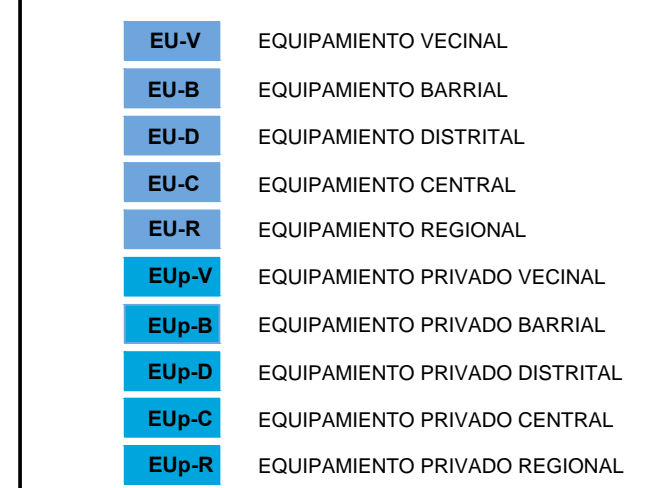 EU-V EQUIPAMIENTO VECINAL
EU-B EQUIPAMIENTO BARRIAL
EU-D EQUIPAMIENTO DISTRITAL
EU-C EQUIPAMIENTO CENTRAL
EU-R EQUIPAMIENTO REGIONAL
EUp-V EQUIPAMIENTO PRIVADO VECINAL
EUp-B EQUIPAMIENTO PRIVADO BARRIAL
EUp-D EQUIPAMIENTO PRIVADO DISTRITAL
EUp-C EQUIPAMIENTO PRIVADO CENTRAL
EUp-R EQUIPAMIENTO PRIVADO REGIONAL